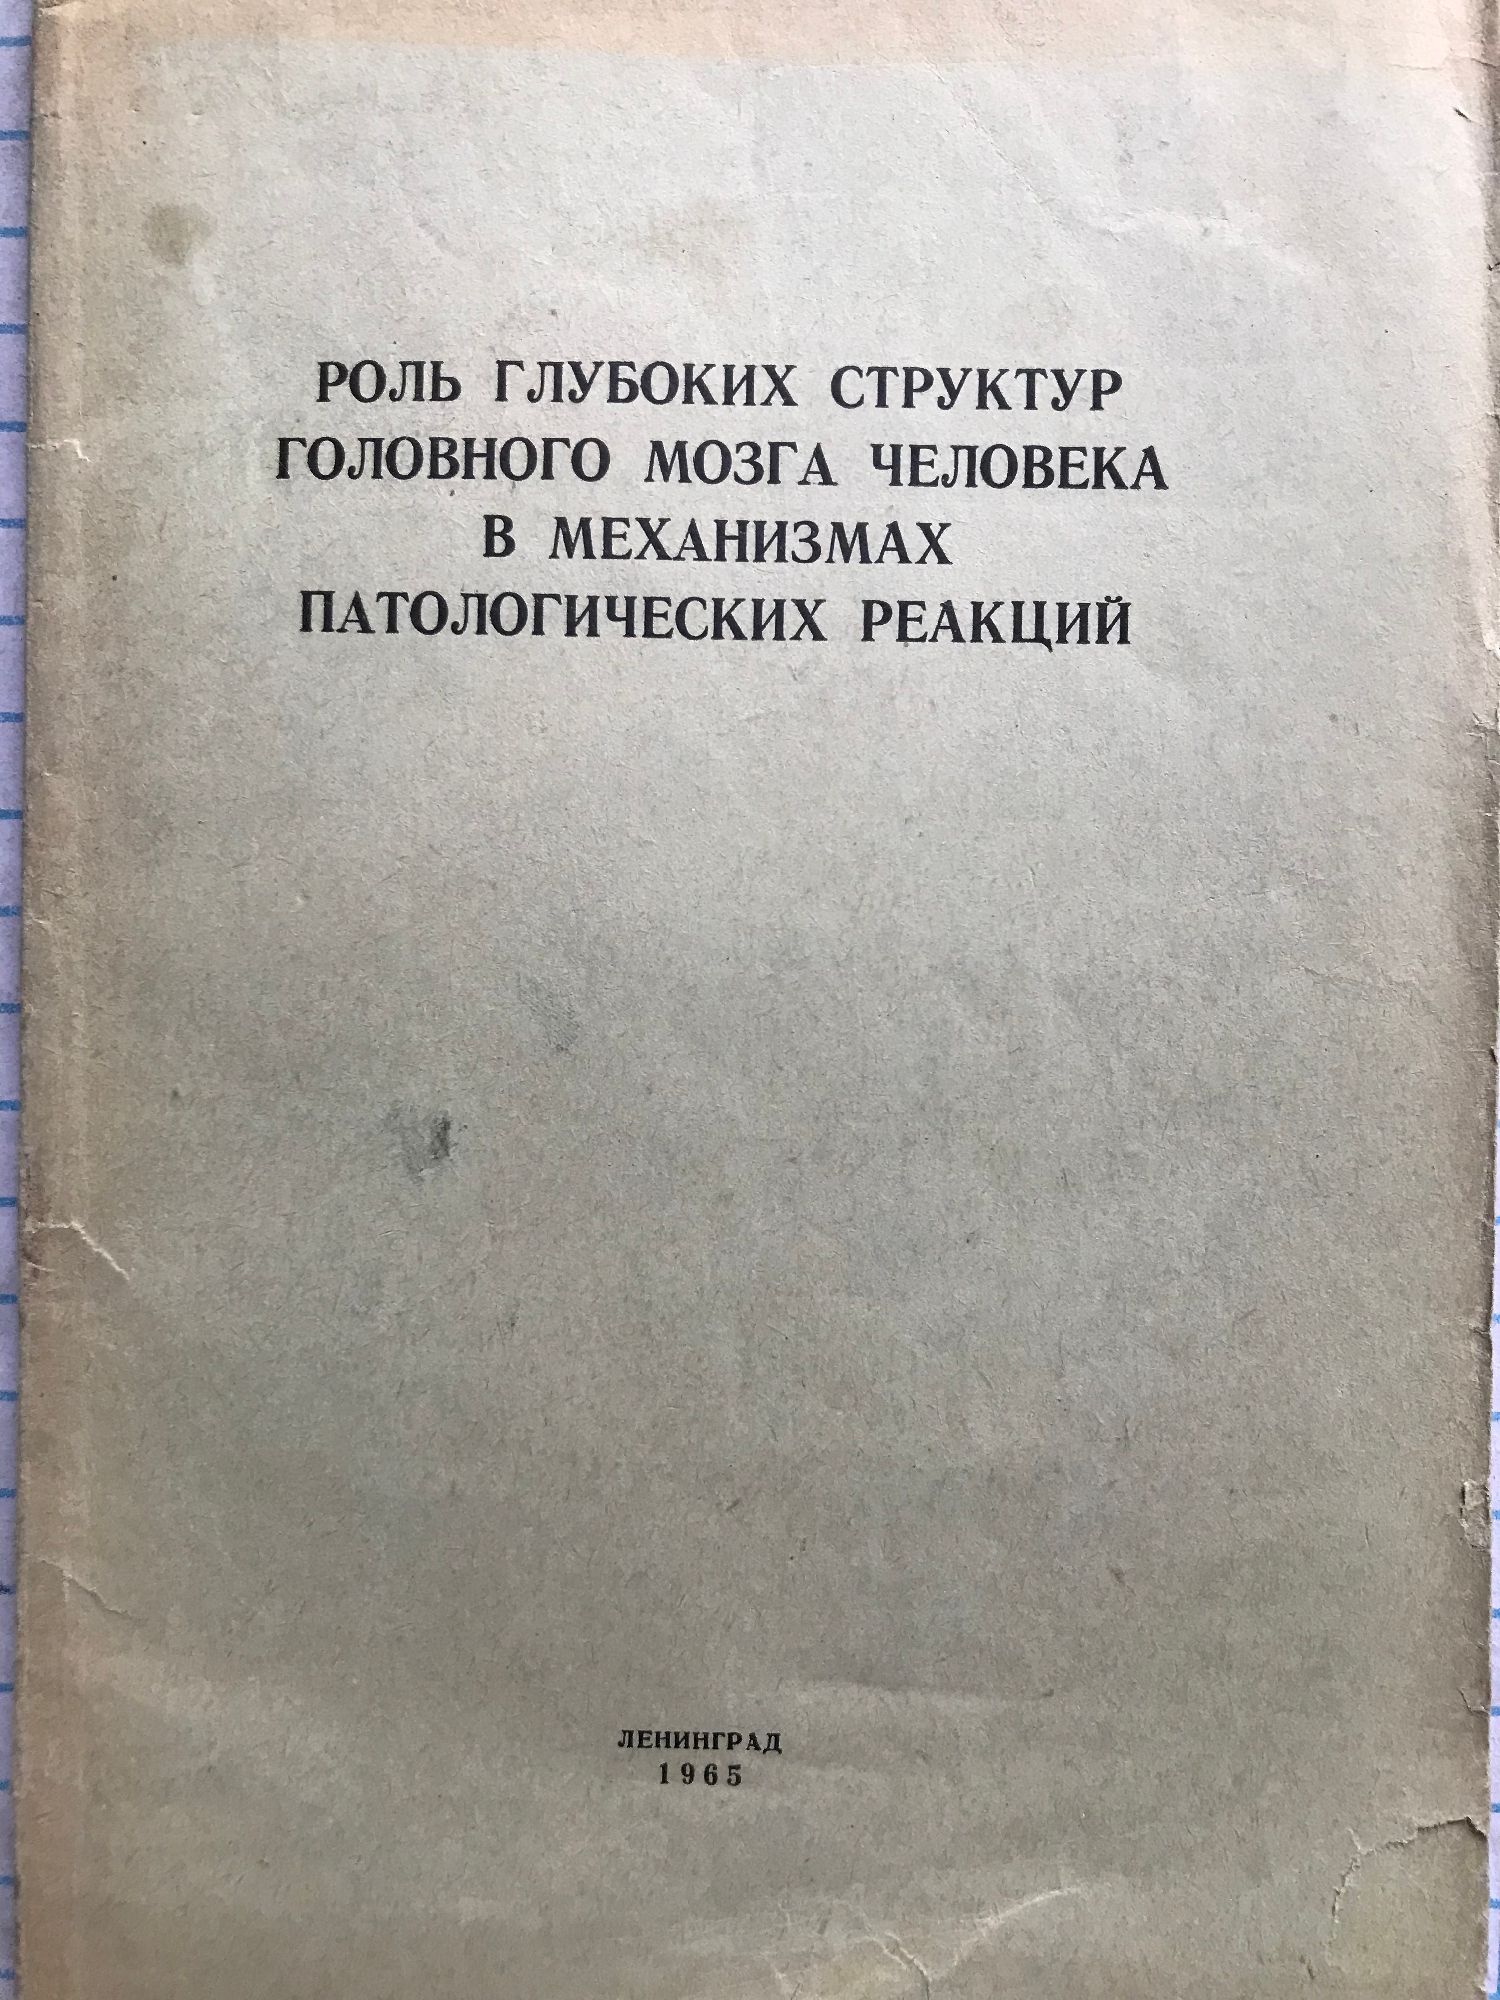 РОЛЬ ГЛУБОКИХ СТРУКТУР
ГОЛОВНОГО МОЗГА ЧЕЛОВЕКА
В МЕХАНИЗМАХ
ПАТОЛОГИЧЕСКИХ РЕАКЦИЙ
ЛЕНИНГРАД
1965